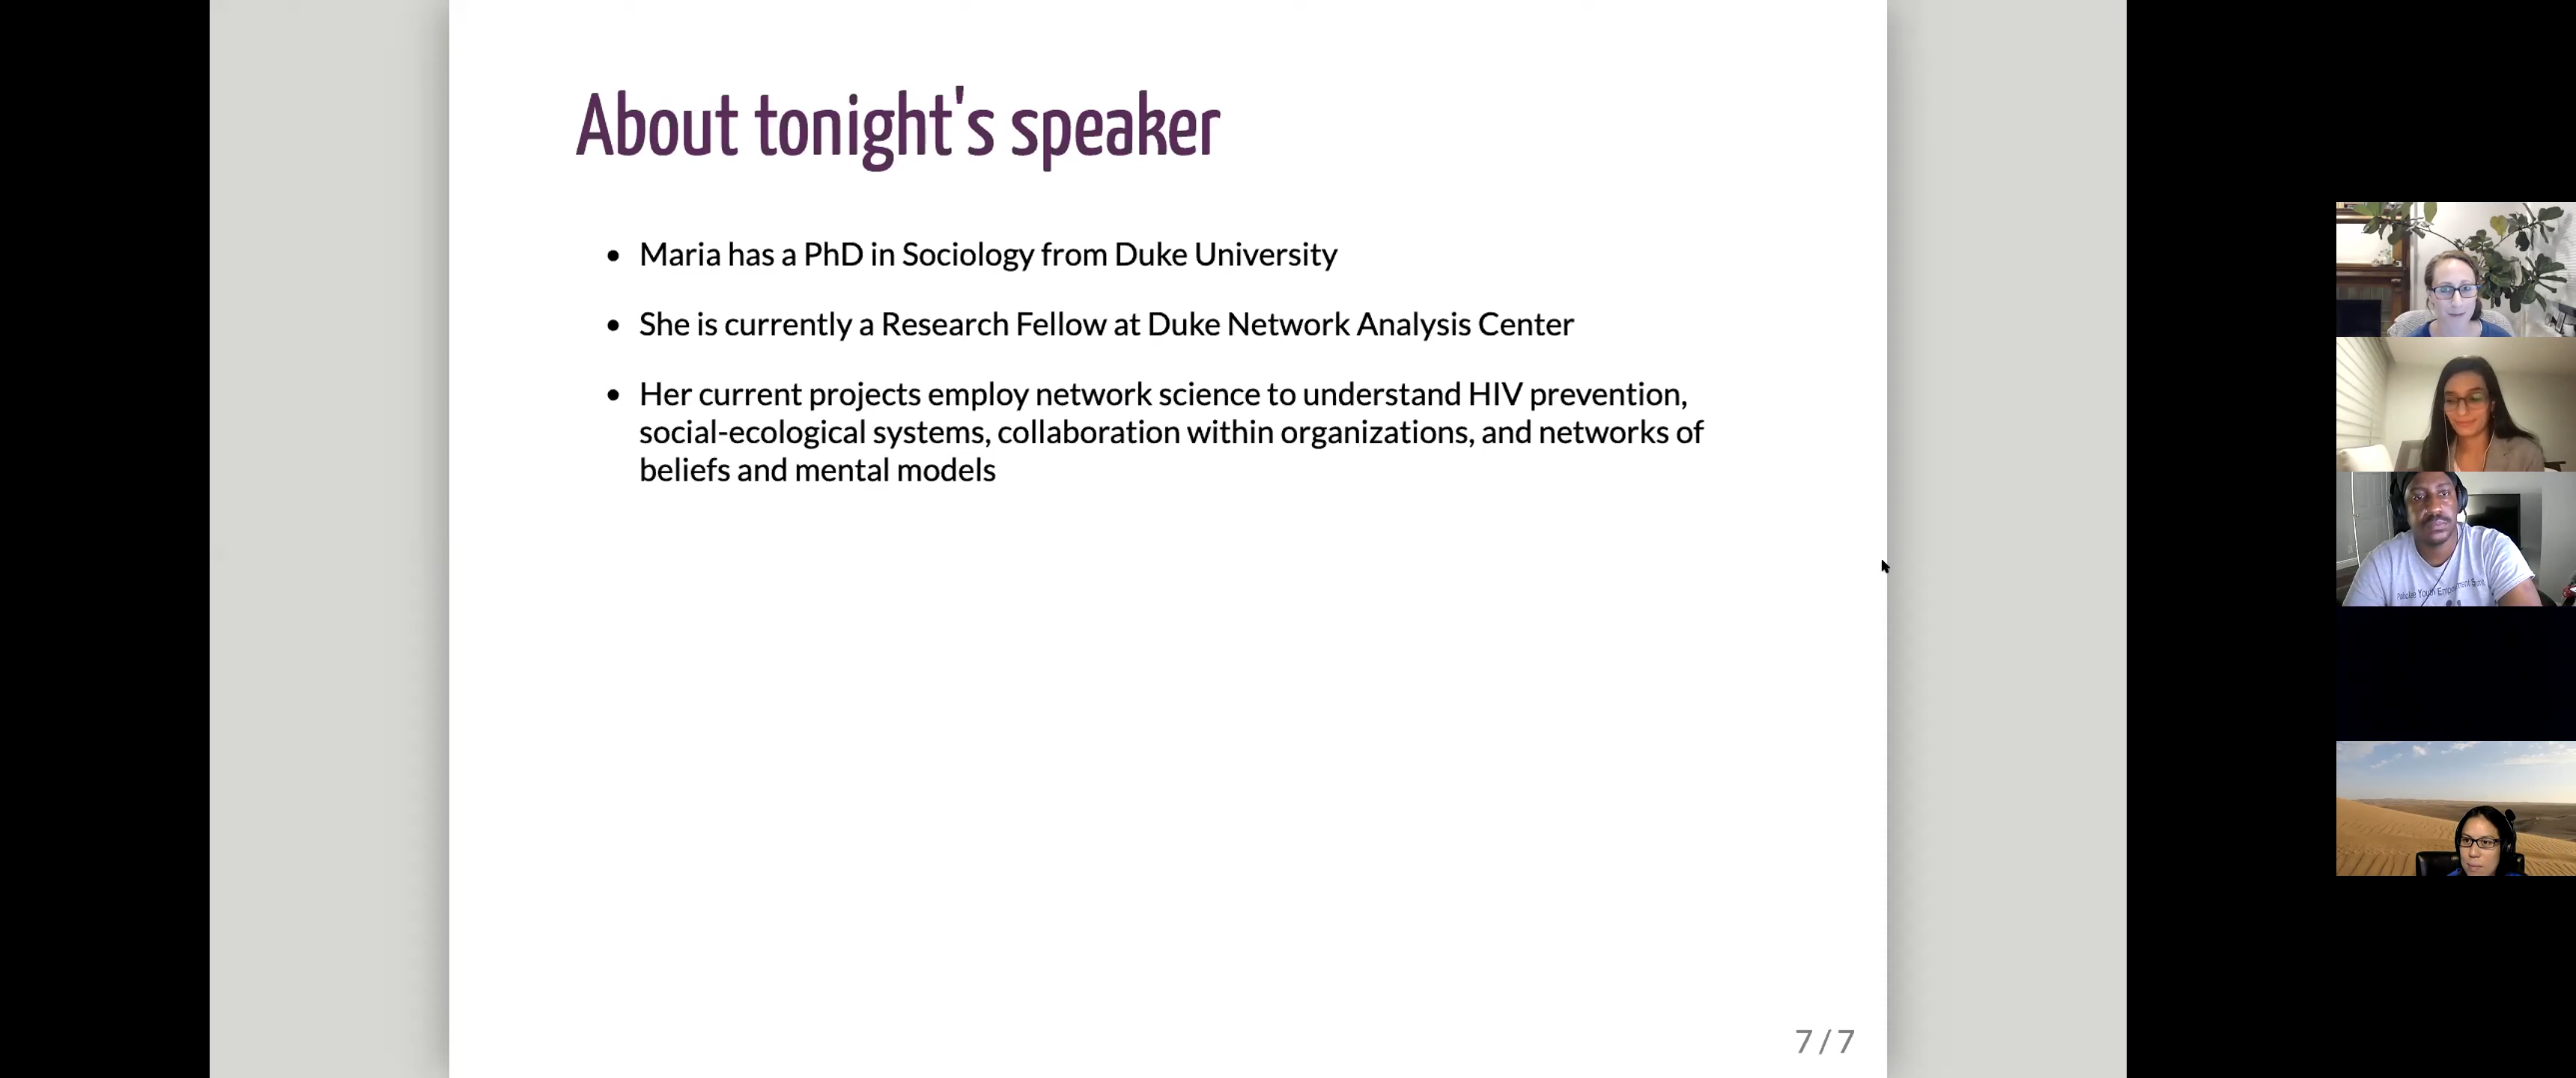 About tonight's speaker
• Maria has a PhD in Sociology from Duke University
• She is currently a Research Fellow at Duke Network Analysis Center
• Her current projects employ network science to understand HIV prevention,
social-ecological systems, collaboration within organizations, and networks of
beliefs and mental models
Youth
7 / 7